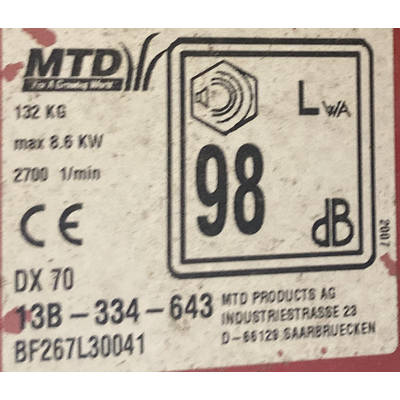 MTD
For A Growing World
132 KG
max 8.6 KW
2700 1/min
CE
LWA
98
dB
2007
DX 70
13B-334-643
BF267L30041
MTD PRODUCTS AG
INDUSTRIESTRASSE 23
D-66129 SAARBRUECKEN